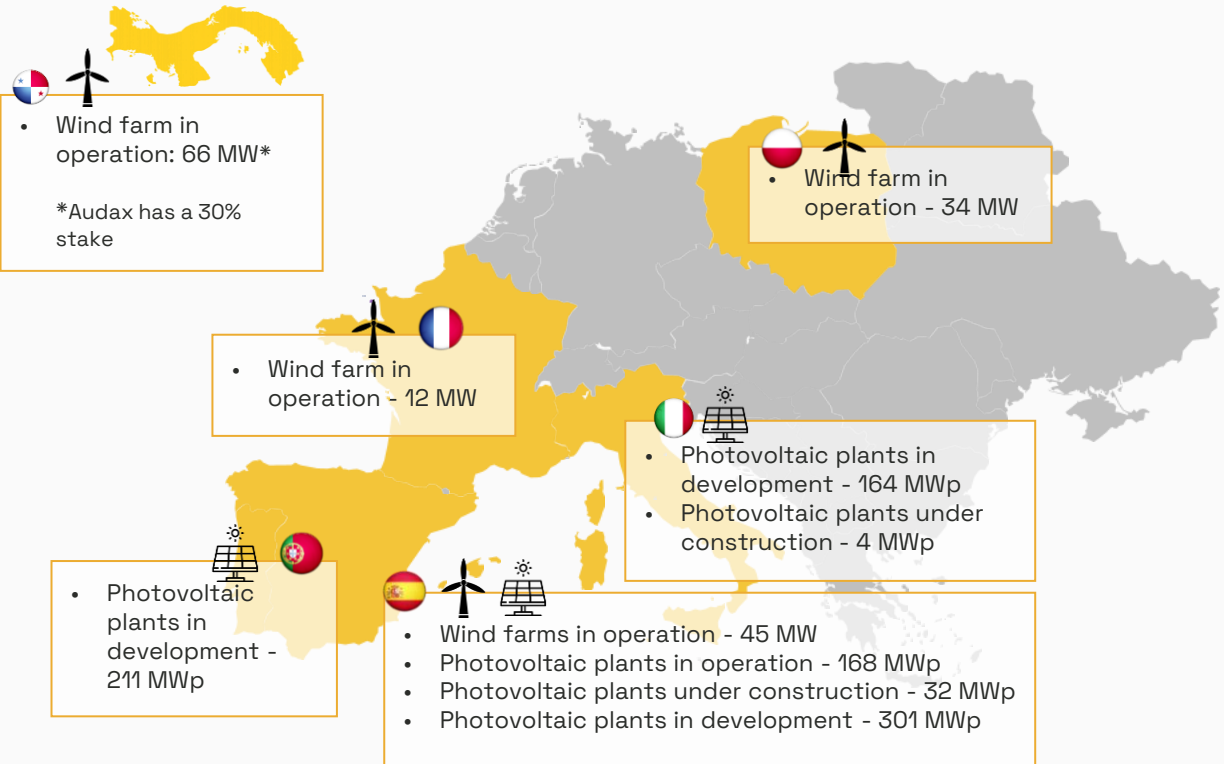 • Wind farm in
operation: 66 MW*
*Audax has a 30%
stake
• Wind farm in
operation - 34 MW
• Wind farm in
operation - 12 MW
• Photovoltaic plants in
development - 164 MWp
• Photovoltaic plants under
construction - 4 MWp
• Photovoltaic
plants in
development -
211 MWp
• Wind farms in operation - 45 MW
• Photovoltaic plants in operation - 168 MWp
• Photovoltaic plants under construction - 32 MWp
• Photovoltaic plants in development - 301 MWp